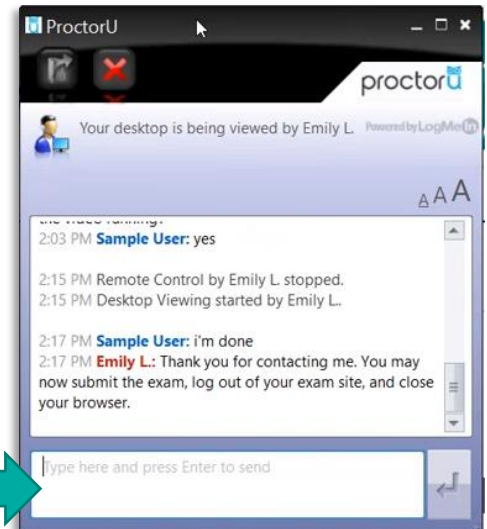 ProctorU
proctorU
Your desktop is being viewed by Emily L. Powered by LogMeIn
A A A
the video running?
2:03 PM Sample User: yes
2:15 PM Remote Control by Emily L. stopped.
2:15 PM Desktop Viewing started by Emily L..
2:17 PM Sample User: i'm done
2:17 PM Emily L.: Thank you for contacting me. You may
now submit the exam, log out of your exam site, and close
your browser.
Type here and press Enter to send